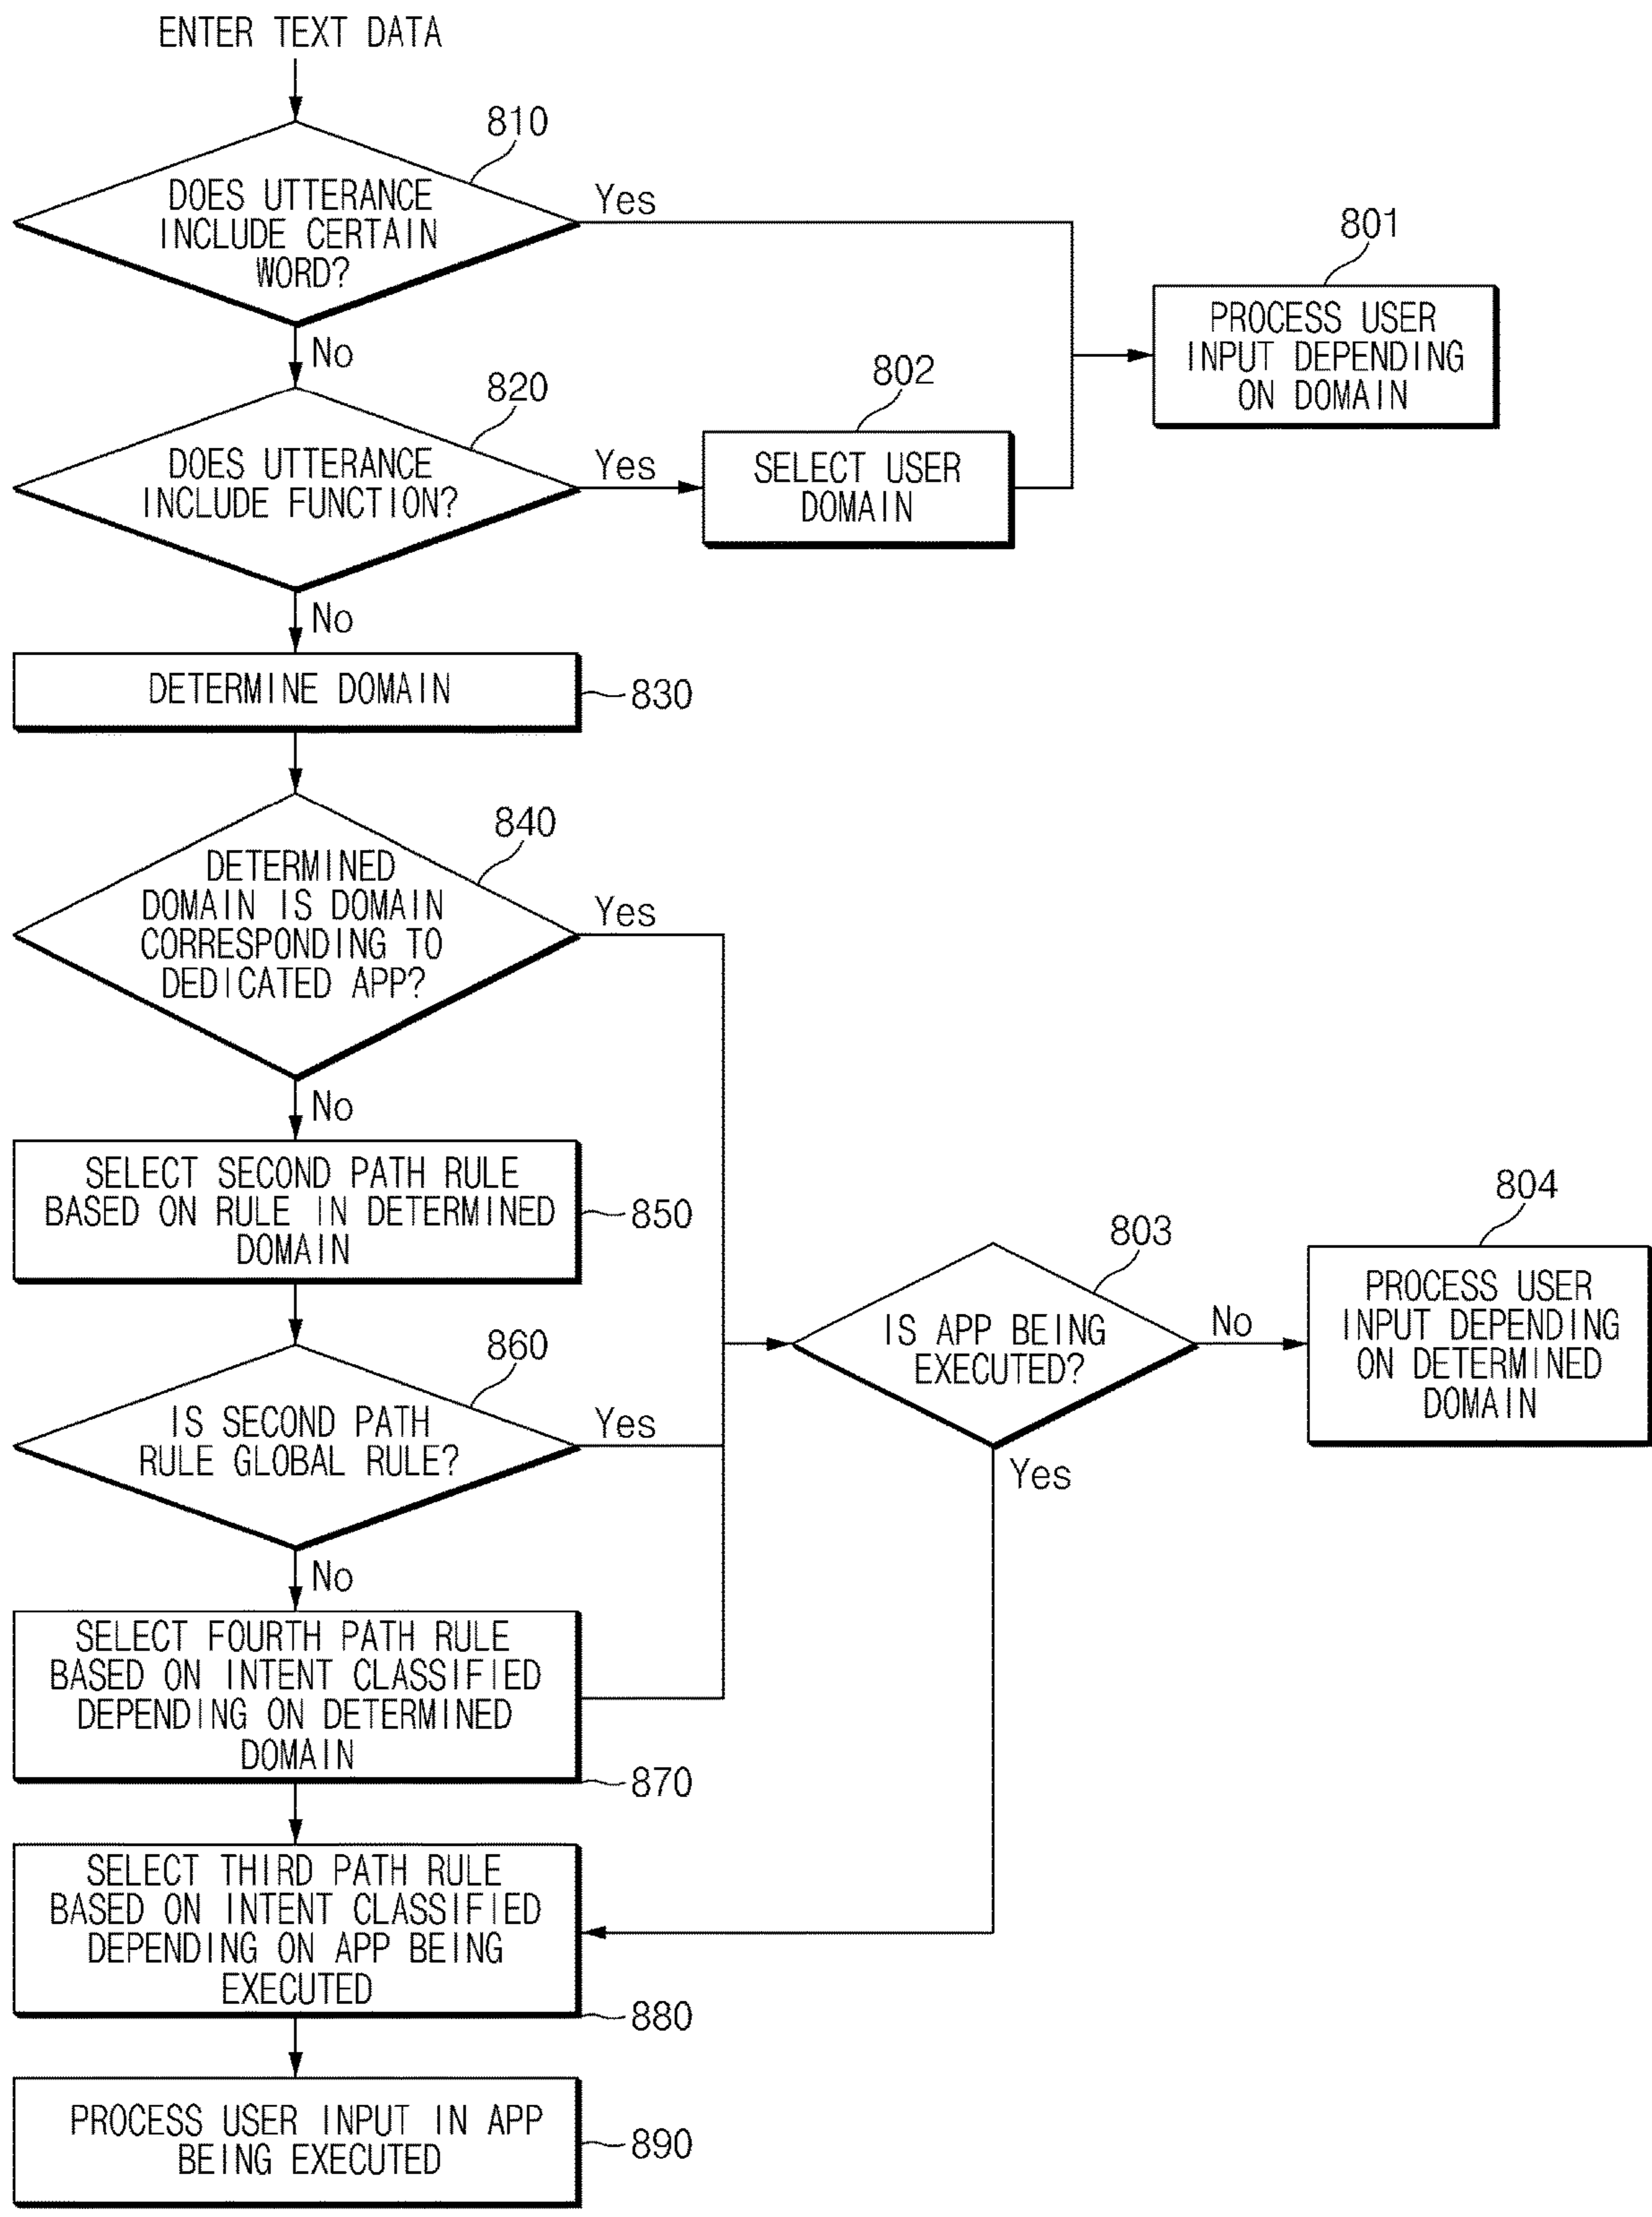 ENTER TEXT DATA
810
DOES UTTERANCE
INCLUDE CERTAIN
WORD?
Yes
No
801
PROCESS USER
INPUT DEPENDING
ON DOMAIN
820
DOES UTTERANCE
INCLUDE FUNCTION?
Yes
No
802
SELECT USER
DOMAIN
DETERMINE DOMAIN
830
840
DETERMINED
DOMAIN IS DOMAIN
CORRESPONDING TO
DEDICATED APP?
Yes
No
SELECT SECOND PATH RULE
BASED ON RULE IN DETERMINED
DOMAIN
850
860
IS SECOND PATH
RULE GLOBAL RULE?
Yes
No
803
IS APP BEING
EXECUTED?
No
Yes
804
PROCESS USER
INPUT DEPENDING
ON DETERMINED
DOMAIN
SELECT FOURTH PATH RULE
BASED ON INTENT CLASSIFIED
DEPENDING ON DETERMINED
DOMAIN
870
SELECT THIRD PATH RULE
BASED ON INTENT CLASSIFIED
DEPENDING ON APP BEING
EXECUTED
880
PROCESS USER INPUT IN APP
BEING EXECUTED
890